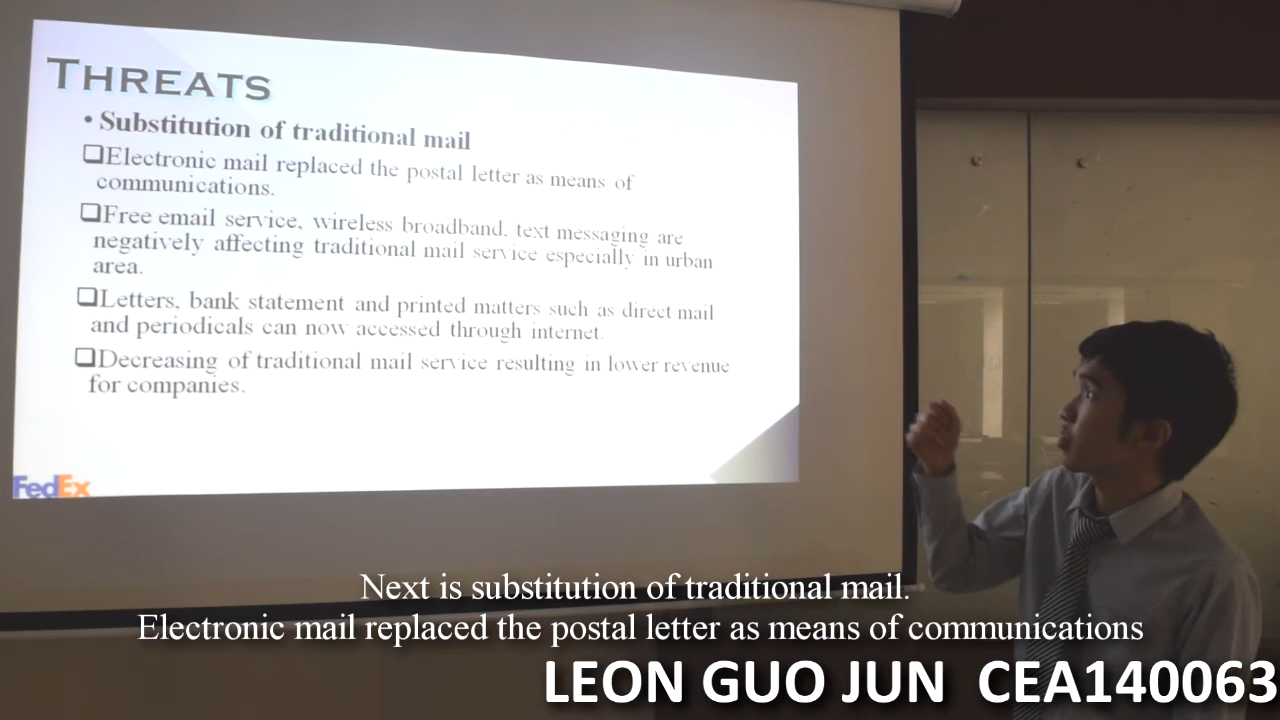 THREATS
• Substitution of traditional mail
❑Electronic mail replaced the postal letter as means of
communications.
❑Free email service, wireless broadband, text messaging are
negatively affecting traditional mail service especially in urban
area.
❑Letters, bank statement and printed matters such as direct mail
and periodicals can now accessed through internet.
❑Decreasing of traditional mail service resulting in lower revenue
for companies.
FedEx
Next is substitution of traditional mail.
Electronic mail replaced the postal letter as means of communications
LEON GUO JUN CEA140063